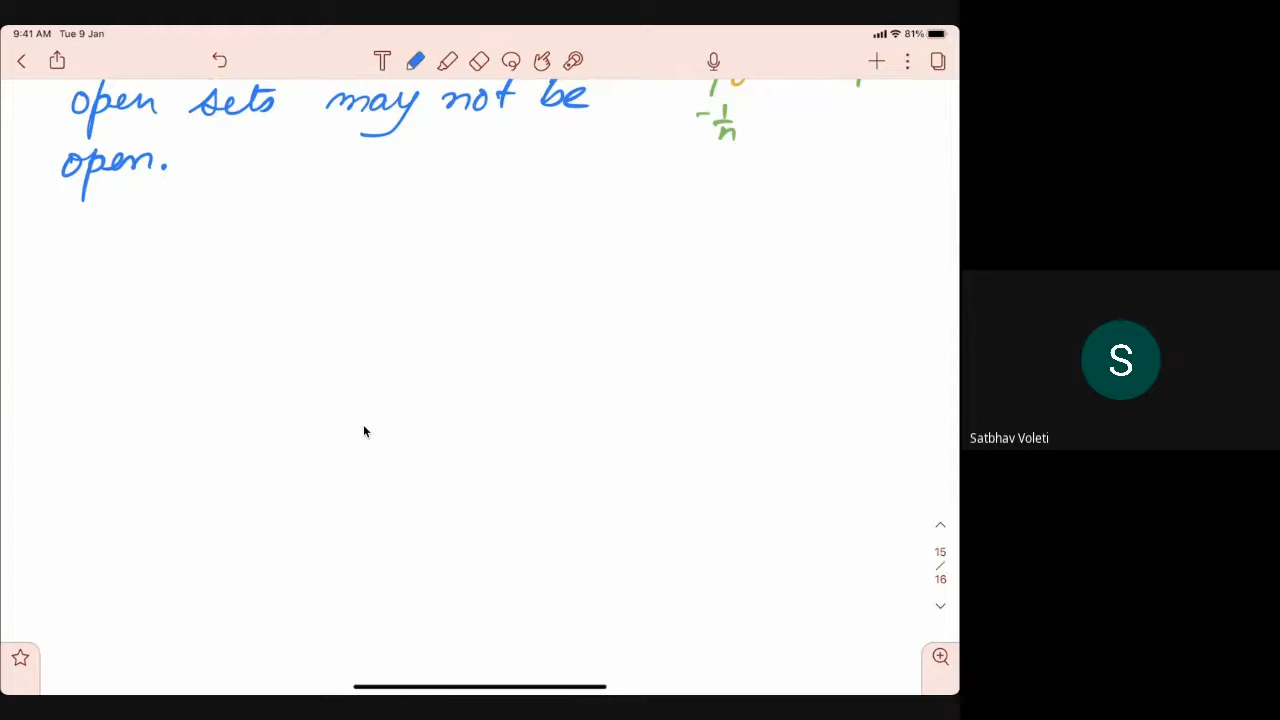 9:41 AM Tue 9 Jan
81%
open sets may not be
open.
-1/n
15
/
16
S
Satbhav Voleti